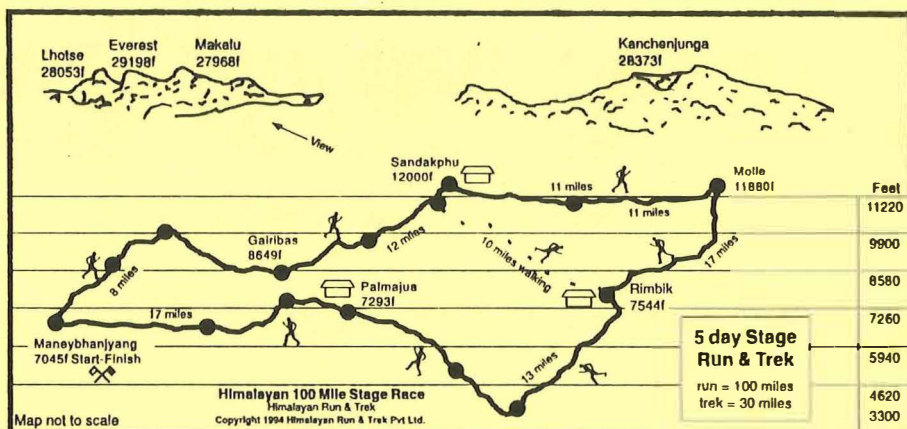 Lhotse
28053f
Everest
29198f
Makalu
27968f
Kanchenjunga
28373f
View
Sandakphu
12000f
11 miles
Molle
11880f
Feet
11220
11 miles
Gairibas
8649f
12 miles
10 miles walking
17 miles
9900
8 miles
8580
Palmajua
7293f
Rimbik
7544f
17 miles
7260
Maneybhanjyang
7045f Start-Finish
13 miles
5 day Stage
Run & Trek
run = 100 miles
trek = 30 miles
5940
4620
3300
Himalayan 100 Mile Stage Race
Himalayan Run & Trek
Copyright 1994 Himalayan Run & Trek Pvt Ltd.
Map not to scale